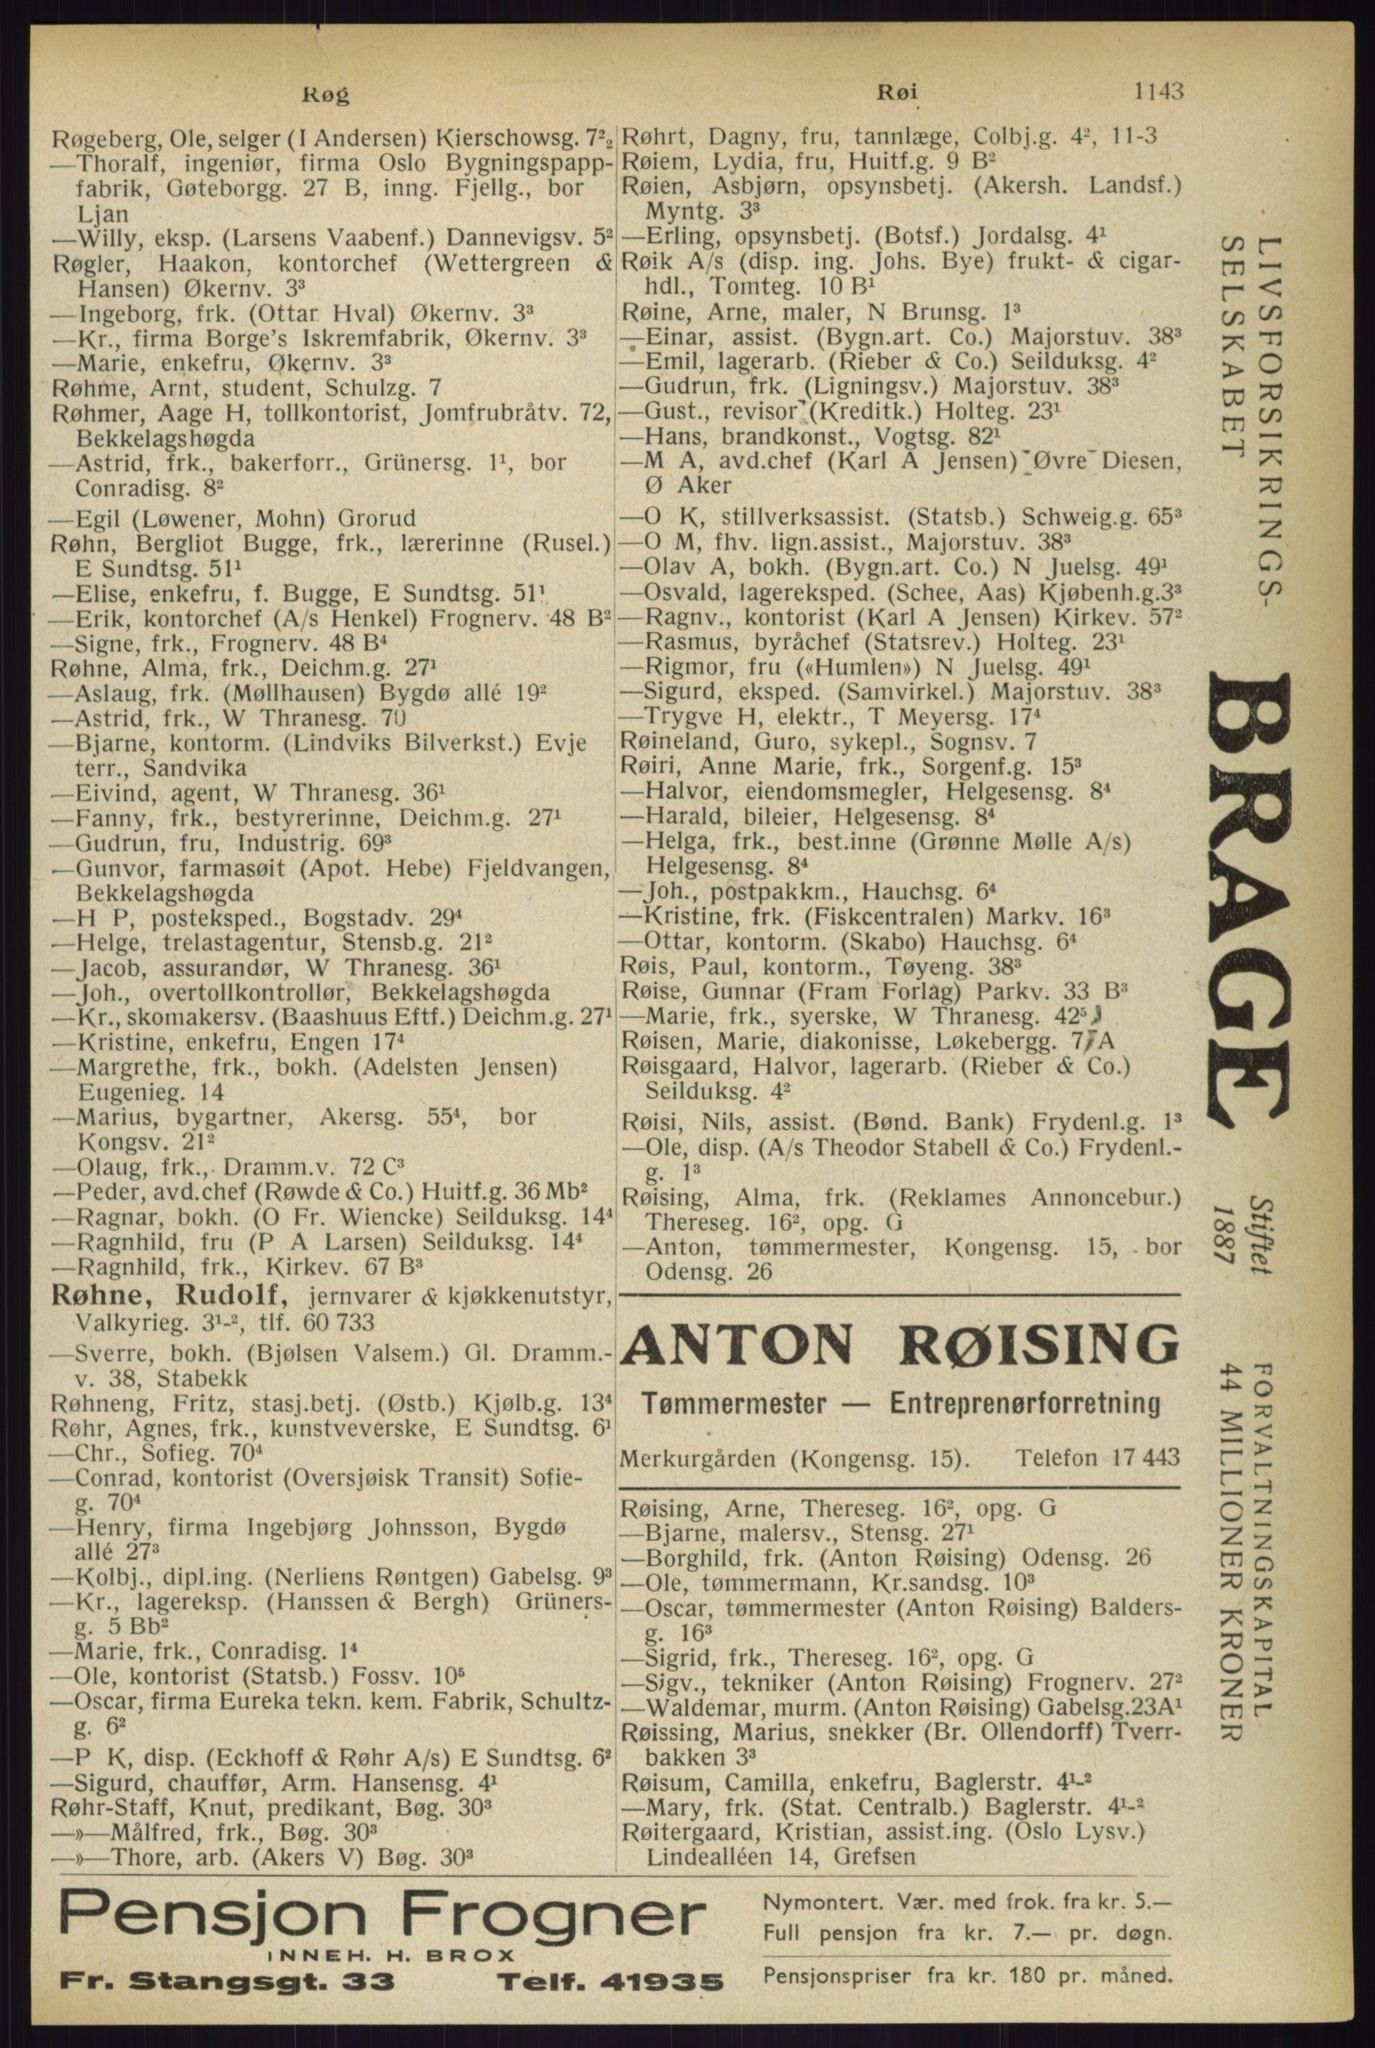 Røg
Røi
1143
Røgeberg, Ole, selger (I Andersen) Kierschowsg. 7²₂
—Thoralf, ingeniør, firma Oslo Bygningspapp-
fabrik, Gøteborgg. 27 B, inng. Fjellg., bor
Ljan
—Willy, eksp. (Larsens Vaabenf.) Dannevigsv. 5²
Røgler, Haakon, kontorchef (Wettergreen &
Hansen) Økernv. 3³
—Ingeborg, frk. (Ottar Hval) Økernv. 3³
—Kr., firma Borge's Iskremfabrik, Økernv. 3³
—Marie, enkefru, Økernv. 3³
Røhme, Arnt, student, Schulzg. 7
Røhmer, Aage H, tollkontorist, Jomfrubråtv. 72,
Bekkelagshøgda
—Astrid, frk., bakerforr., Grünersg. 1¹, bor
Conradisg. 8²
—Egil (Løwener, Mohn) Grorud
Røhn, Bergliot Bugge, frk., lærerinne (Rusel.)
E Sundtsg. 51¹
—Elise, enkefru, f. Bugge, E Sundtsg. 51¹
—Erik, kontorchef (A/s Henkel) Frognerv. 48 B²
—Signe, frk., Frognerv. 48 B⁴
Røhne, Alma, frk., Deichm.g. 27¹
—Aslaug, frk. (Møllhausen) Bygdø allé 19²
—Astrid, frk., W Thranesg. 70
—Bjarne, kontorm. (Lindviks Bilverkst.) Evje
terr., Sandvika
—Eivind, agent, W Thranesg. 36¹
—Fanny, frk., bestyrerinne, Deichm.g. 27¹
—Gudrun, fru, Industrig. 69³
—Gunvor, farmasøit (Apot. Hebe) Fjeldvangen,
Bekkelagshøgda
—H P, posteksped., Bogstadv. 29⁴
—Helge, trelastagentur, Stensb.g. 21²
—Jacob, assurandør, W Thranesg. 36¹
—Joh., overtollkontrollør, Bekkelagshøgda
—Kr., skomakersv. (Baashuus Eftf.) Deichm.g. 27¹
—Kristine, enkefru, Engen 17⁴
—Margrethe, frk., bokh. (Adelsten Jensen)
Eugenieg. 14
—Marius, bygartner, Akersg. 55⁴, bor
Kongsv. 21²
—Olaug, frk., Dramm.v. 72 C³
—Peder, avd.chef (Røwde & Co.) Huitf.g. 36 Mb²
—Ragnar, bokh. (O Fr. Wiencke) Seilduksg. 14⁴
—Ragnhild, fru (P A Larsen) Seilduksg. 14⁴
—Ragnhild, frk., Kirkev. 67 B³
Røhne, Rudolf, jernvarer & kjøkkenutstyr,
Valkyrieg. 3¹-², tlf. 60 733
—Sverre, bokh. (Bjølsen Valsem.) Gl. Dramm.-
v. 38, Stabekk
Røhneng, Fritz, stasj.betj. (Østb.) Kjølb.g. 13⁴
Røhr, Agnes, frk., kunstveverske, E Sundtsg. 6¹
—Chr., Sofieg. 70⁴
—Conrad, kontorist (Oversjøisk Transit) Sofie-
g. 70⁴
—Henry, firma Ingebjørg Johnsson, Bygdø
allé 27³
—Kolbj., dipl.ing. (Nerliens Røntgen) Gabelsg. 9³
—Kr., lagereksp. (Hanssen & Bergh) Grüners-
g. 5 Bb²
—Marie, frk., Conradisg. 1⁴
—Ole, kontorist (Statsb.) Fossv. 10⁵
—Oscar, firma Eureka tekn. kem. Fabrik, Schultz-
g. 6²
—P K, disp. (Eckhoff & Røhr A/s) E Sundtsg. 6²
—Sigurd, chauffør, Arm. Hansensg. 4¹
Røhr-Staff, Knut, predikant, Bøg. 30³
—»—Målfred, frk., Bøg. 30³
—»—Thore, arb. (Akers V) Bøg. 30³
Røhrt, Dagny, fru, tannlæge, Colbj.g. 4², 11-3
Røiem, Lydia, fru, Huitf.g. 9 B²
Røien, Asbjørn, opsynsbetj. (Akersh. Landsf.)
Myntg. 3³
—Erling, opsynsbetj. (Botsf.) Jordalsg. 4¹
Røik A/s (disp. ing. Johs. Bye) frukt- & cigar-
hdl., Tomteg. 10 B¹
Røine, Arne, maler, N Brunsg. 1³
—Einar, assist. (Bygn.art. Co.) Majorstuv. 38³
—Emil, lagerarb. (Rieber & Co.) Seilduksg. 4²
—Gudrun, frk. (Ligningsv.) Majorstuv. 38³
—Gust., revisor (Kreditk.) Holteg. 23¹
—Hans, brandkonst., Vogtsg. 82¹
—M A, avd.chef (Karl A Jensen) Øvre Diesen,
Ø Aker
—O K, stillverksassist. (Statsb.) Schweig.g. 65³
—O M, fhv. lign.assist., Majorstuv. 38³
—Olav A, bokh. (Bygn.art. Co.) N Juelsg. 49¹
—Osvald, lagereksped. (Schee, Aas) Kjøbenh.g.3³
—Ragnv., kontorist (Karl A Jensen) Kirkev. 57²
—Rasmus, byråchef (Statsrev.) Holteg. 23¹
—Rigmor, fru («Humlen») N Juelsg. 49¹
—Sigurd, eksped. (Samvirkel.) Majorstuv. 38³
—Trygve H, elektr., T Meyersg. 17⁴
Røineland, Guro, sykepl., Sognsv. 7
Røiri, Anne Marie, frk., Sorgenf.g. 15³
—Halvor, eiendomsmegler, Helgesensg. 8⁴
—Harald, bileier, Helgesensg. 8⁴
—Helga, frk., best.inne (Grønne Mølle A/s)
Helgesensg. 8⁴
—Joh., postpakkm., Hauchsg. 6⁴
—Kristine, frk. (Fiskcentralen) Markv. 16³
—Ottar, kontorm. (Skabo) Hauchsg. 6⁴
Røis, Paul, kontorm., Tøyeng. 38³
Røise, Gunnar (Fram Forlag) Parkv. 33 B³
—Marie, frk., syerske, W Thranesg. 42⁵
Røisen, Marie, diakonisse, Løkebergg. 7 A
Røisgaard, Halvor, lagerarb. (Rieber & Co.)
Seilduksg. 4²
Røisi, Nils, assist. (Bønd. Bank) Frydenl.g. 1³
—Ole, disp. (A/s Theodor Stabell & Co.) Frydenl.-
g. 1³
Røising, Alma, frk. (Reklames Annoncebur.)
Thereseg. 16², opg. G
—Anton, tømmermester, Kongensg. 15, bor
Odensg. 26
ANTON RØISING
Tømmermester — Entreprenørforretning
Merkurgården (Kongensg. 15). Telefon 17 443
Røising, Arne, Thereseg. 16², opg. G
—Bjarne, malersv., Stensg. 27¹
—Borghild, frk. (Anton Røising) Odensg. 26
—Ole, tømmermann, Kr.sandsg. 10³
—Oscar, tømmermester (Anton Røising) Balders-
g. 16³
—Sigrid, frk., Thereseg. 16², opg. G
—Sigv., tekniker (Anton Røising) Frognerv. 27²
—Waldemar, murm. (Anton Røising) Gabelsg.23A¹
Røissing, Marius, snekker (Br. Ollendorff) Tverr-
bakken 3³
Røisum, Camilla, enkefru, Baglerstr. 4¹-²
—Mary, frk. (Stat. Centralb.) Baglerstr. 4¹-²
Røitergaard, Kristian, assist.ing. (Oslo Lysv.)
Lindealléen 14, Grefsen
LIVSFORSIKRINGS-
SELSKABET
BRAGE
Stiftet
1887
FORVALTNINGSKAPITAL
44 MILLIONER KRONER
Pensjon Frogner
INNEH. H. BROX
Fr. Stangsgt. 33 Telf. 41935
Nymontert. Vær. med frok. fra kr. 5.—
Full pensjon fra kr. 7.— pr. døgn.
Pensjonspriser fra kr. 180 pr. måned.